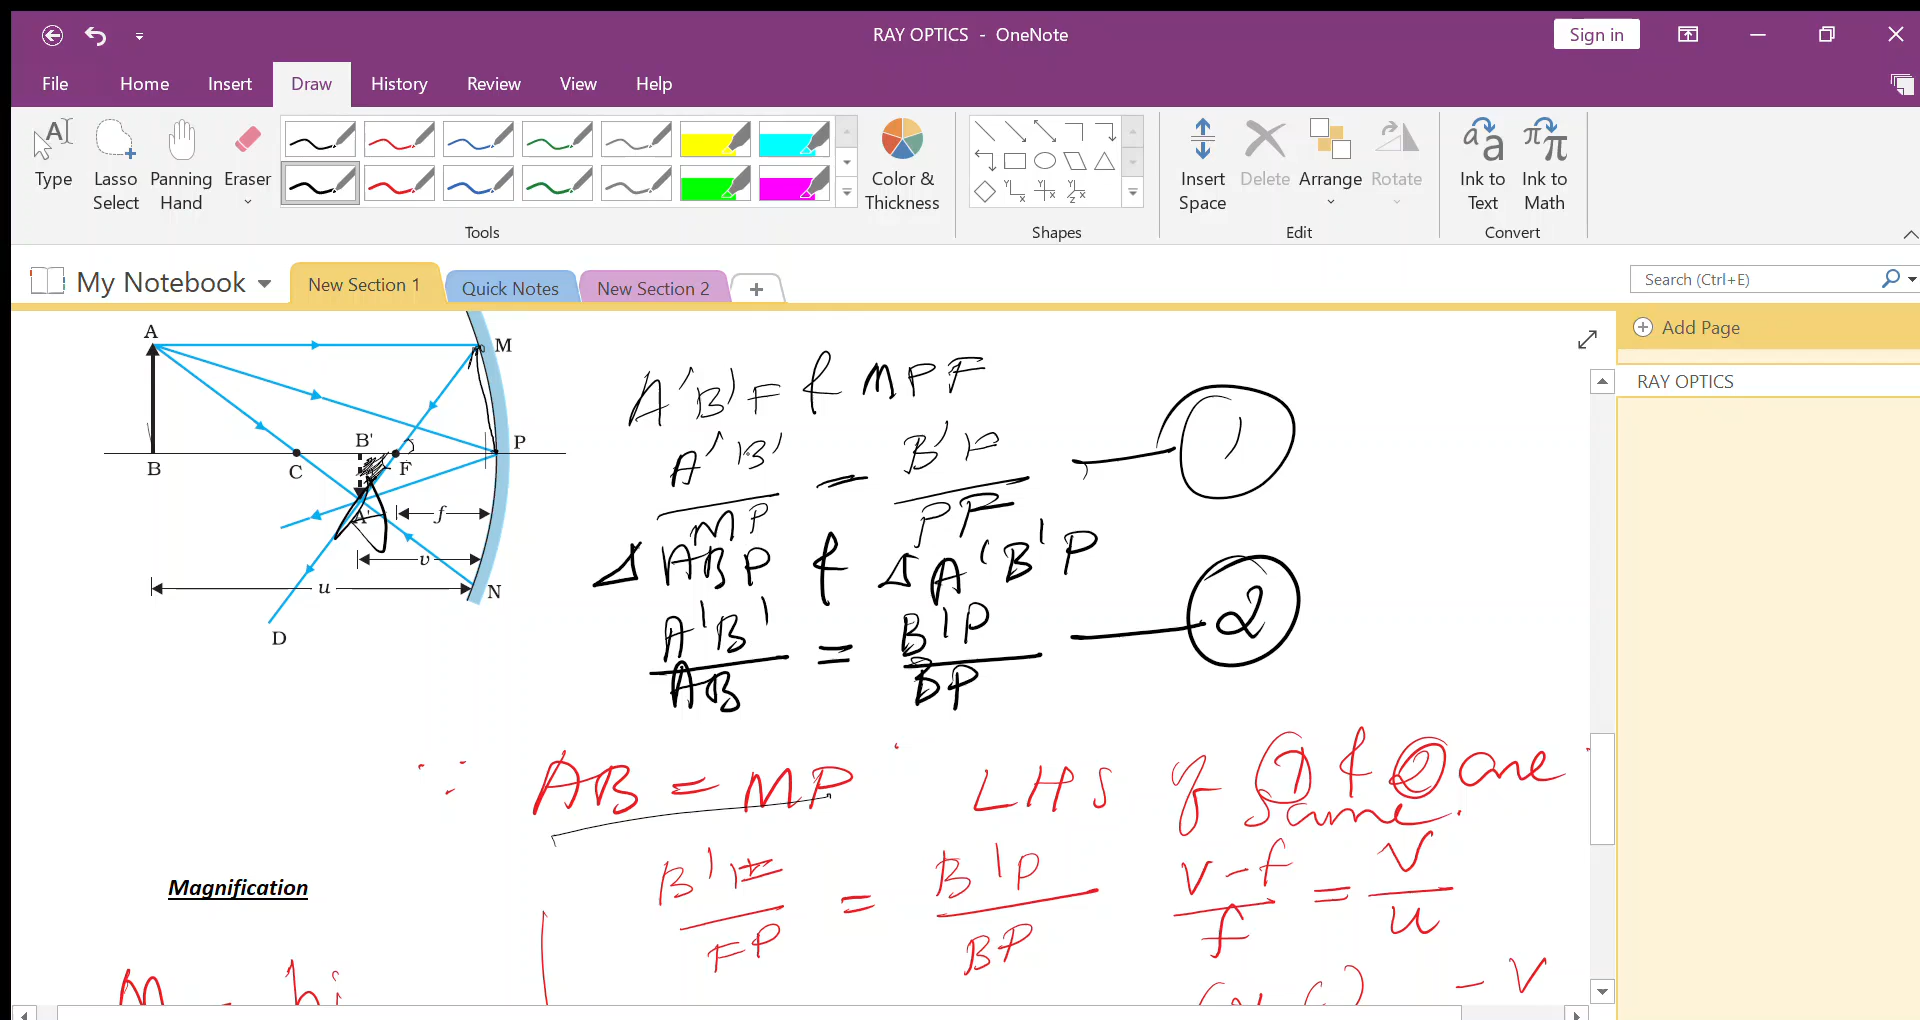 RAY OPTICS - OneNote
Sign in
File Home Insert Draw History Review View Help
Type
Lasso Select
Panning Hand
Eraser
Color & Thickness
Insert Space
Delete
Arrange
Rotate
Ink to Text
Ink to Math
Tools
Shapes
Edit
Convert
My Notebook
New Section 1
Quick Notes
New Section 2
Search (Ctrl+E)
Add Page
RAY OPTICS
A
M
B'
P
B
C
F
A'
f
v
u
N
D
A'B'F & MPF
A'B' / MP = B'F / PF — 1
Δ ABP & Δ A'B'P
A'B' / AB = B'P / BP — 2
∵ AB = MP LHS of 1 & 2 are
same.
B'F / FP = B'P / BP
v-f / f = v / u
Magnification
M - hi
- v